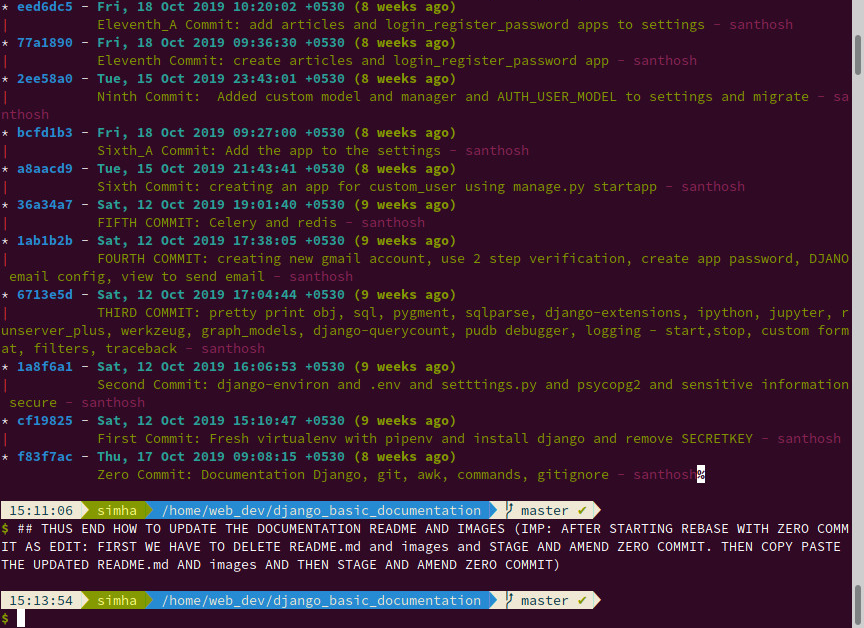 * eed6dc5 - Fri, 18 Oct 2019 10:20:02 +0530 (8 weeks ago)
|           Eleventh_A Commit: add articles and login_register_password apps to settings - santhosh
* 77a1890 - Fri, 18 Oct 2019 09:36:30 +0530 (8 weeks ago)
|           Eleventh Commit: create articles and login_register_password app - santhosh
* 2ee58a0 - Tue, 15 Oct 2019 23:43:01 +0530 (8 weeks ago)
|           Ninth Commit:  Added custom model and manager and AUTH_USER_MODEL to settings and migrate - sa
nthosh
* bcfd1b3 - Fri, 18 Oct 2019 09:27:00 +0530 (8 weeks ago)
|           Sixth_A Commit: Add the app to the settings - santhosh
* a8aacd9 - Tue, 15 Oct 2019 21:43:41 +0530 (8 weeks ago)
|           Sixth Commit: creating an app for custom_user using manage.py startapp - santhosh
* 36a34a7 - Sat, 12 Oct 2019 19:01:40 +0530 (9 weeks ago)
|           FIFTH COMMIT: Celery and redis - santhosh
* 1ab1b2b - Sat, 12 Oct 2019 17:38:05 +0530 (9 weeks ago)
|           FOURTH COMMIT: creating new gmail account, use 2 step verification, create app password, DJANO
 email config, view to send email - santhosh
* 6713e5d - Sat, 12 Oct 2019 17:04:44 +0530 (9 weeks ago)
|           THIRD COMMIT: pretty print obj, sql, pygment, sqlparse, django-extensions, ipython, jupyter, r
unserver_plus, werkzeug, graph_models, django-querycount, pudb debugger, logging - start,stop, custom form
at, filters, traceback - santhosh
* 1a8f6a1 - Sat, 12 Oct 2019 16:06:53 +0530 (9 weeks ago)
|           Second Commit: django-environ and .env and setttings.py and psycopg2 and sensitive information
 secure - santhosh
* cf19825 - Sat, 12 Oct 2019 15:10:47 +0530 (9 weeks ago)
|           First Commit: Fresh virtualenv with pipenv and install django and remove SECRETKEY - santhosh
* f83f7ac - Thu, 17 Oct 2019 09:08:15 +0530 (8 weeks ago)
            Zero Commit: Documentation Django, git, awk, commands, gitignore - santhosh%
15:11:06 simha /home/web_dev/django_basic_documentation master ✔
$ ## THUS END HOW TO UPDATE THE DOCUMENTATION README AND IMAGES (IMP: AFTER STARTING REBASE WITH ZERO COMM
IT AS EDIT: FIRST WE HAVE TO DELETE README.md and images and STAGE AND AMEND ZERO COMMIT. THEN COPY PASTE
THE UPDATED README.md AND images AND THEN STAGE AND AMEND ZERO COMMIT)
15:13:54 simha /home/web_dev/django_basic_documentation master ✔
$